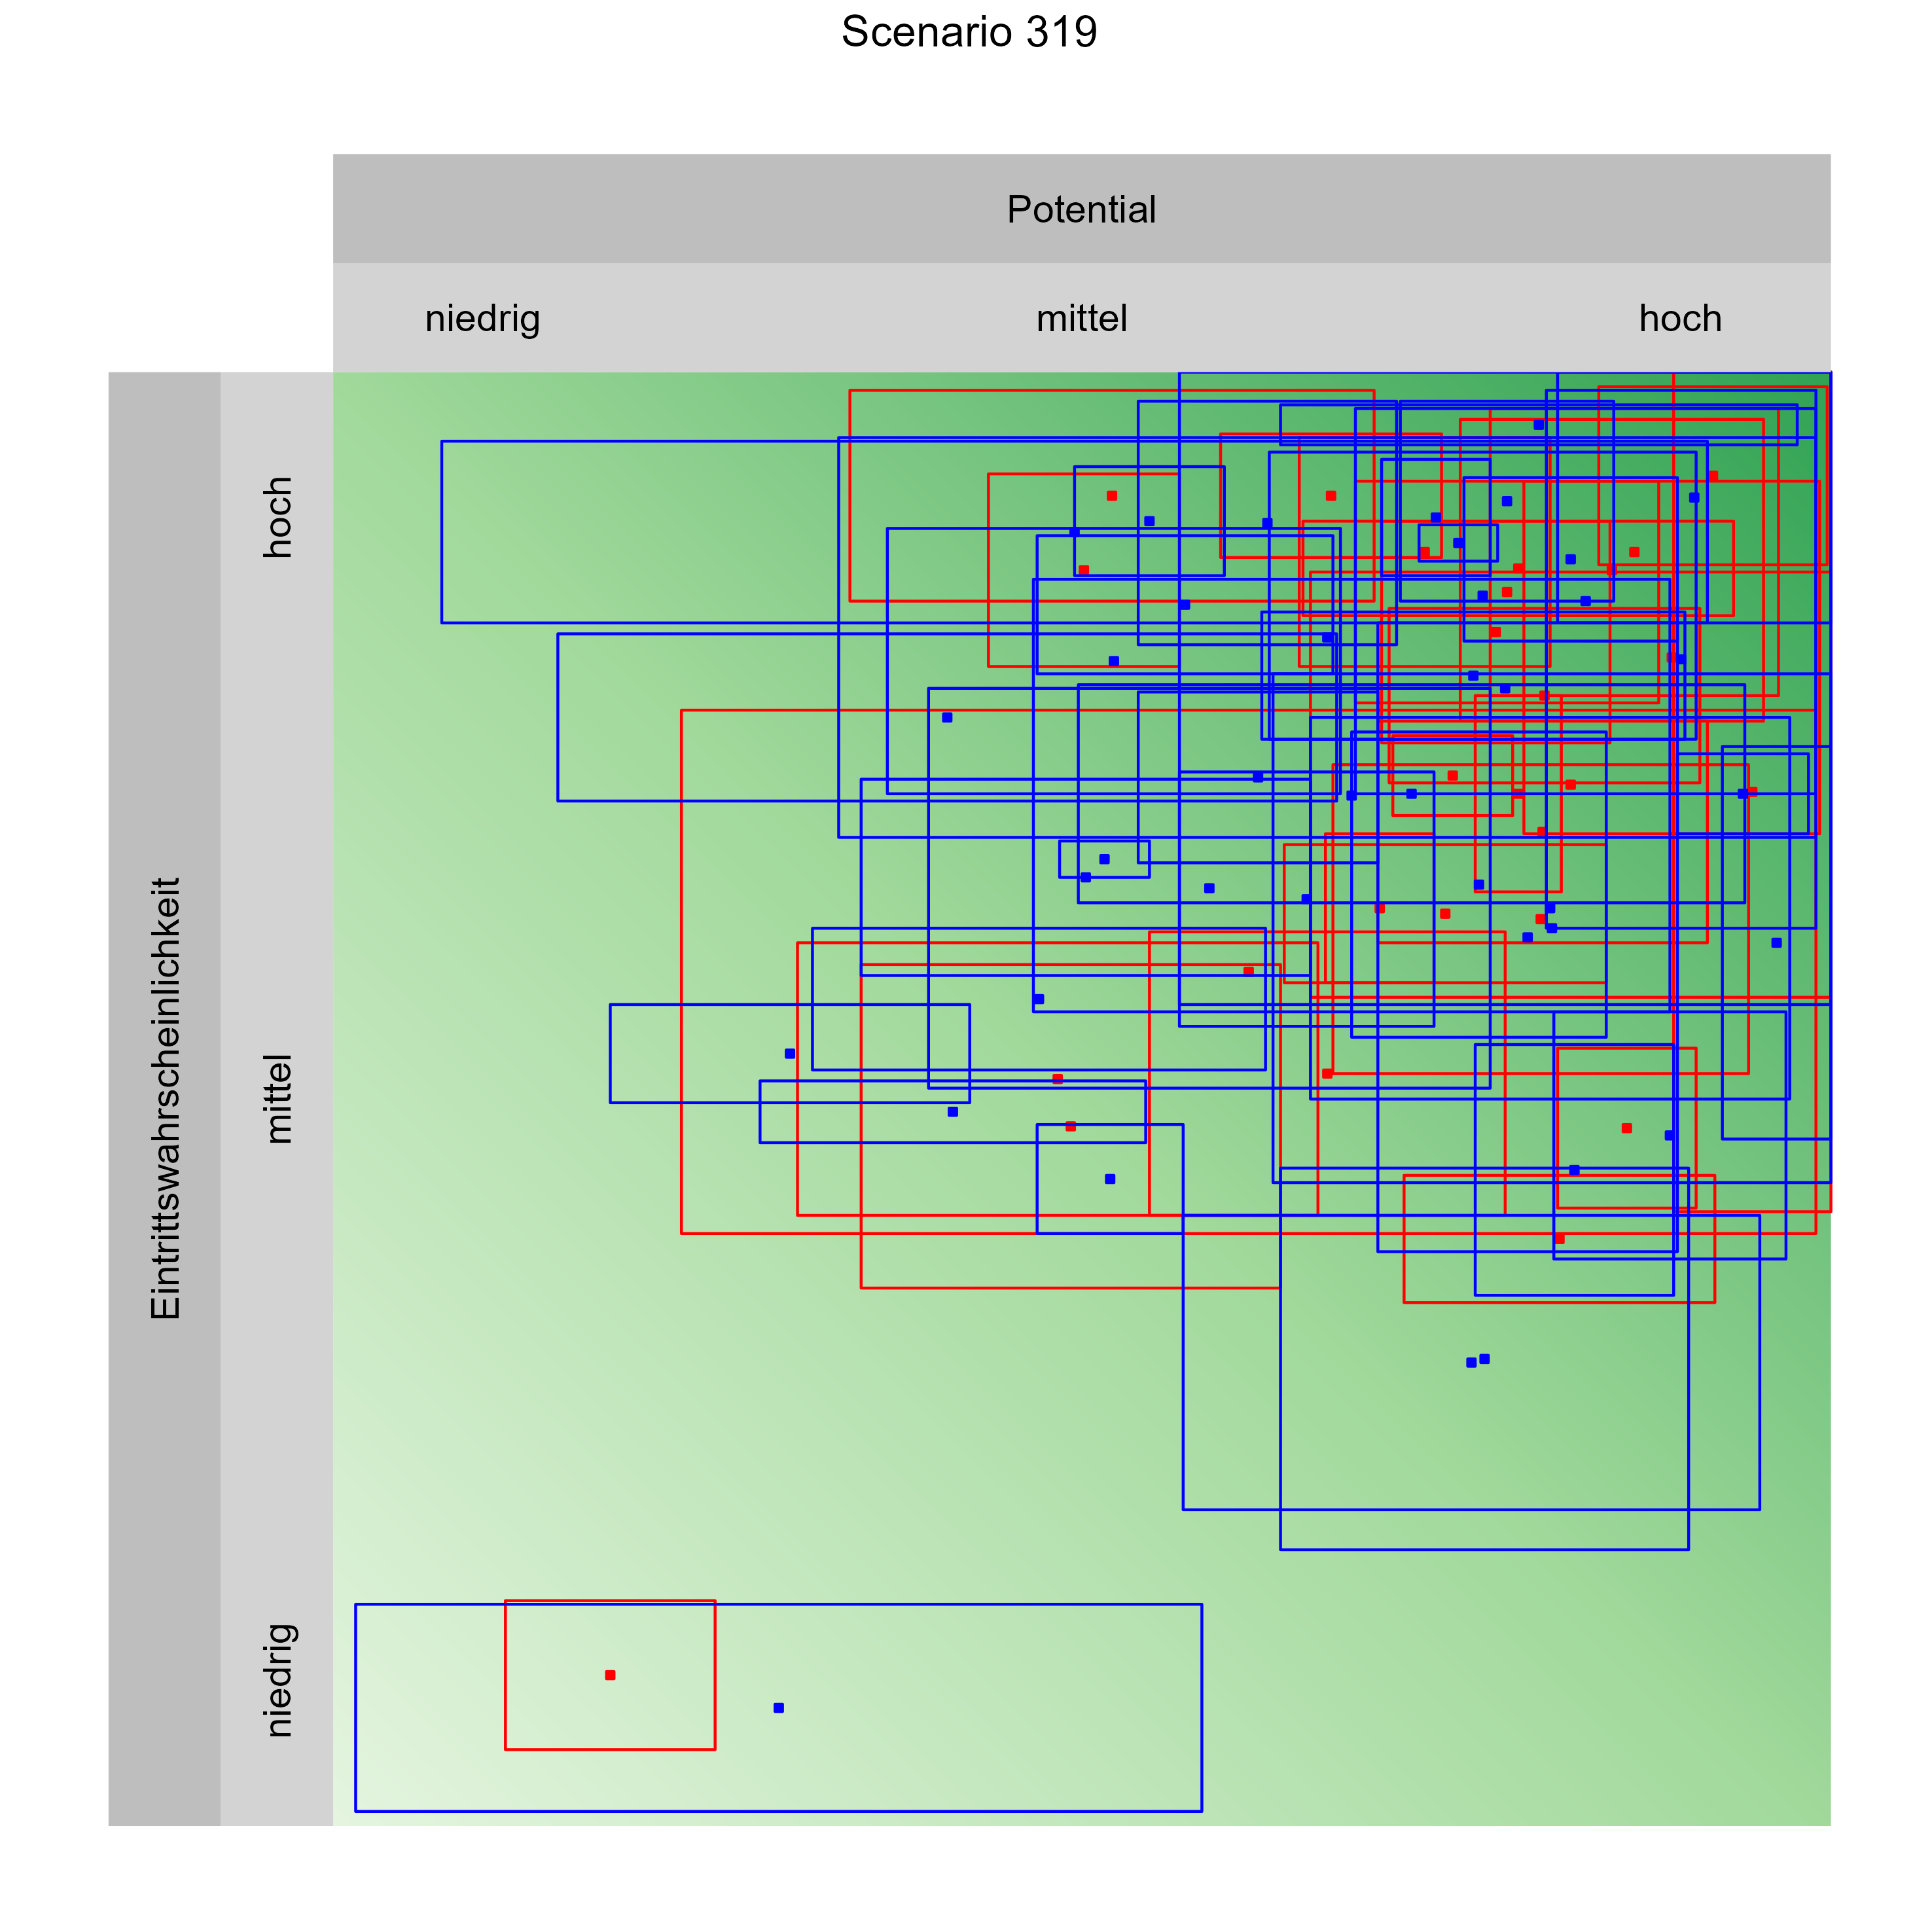 Scenario 319
Potential
niedrig
mittel
hoch
Eintrittswahrscheinlichkeit
hoch
mittel
niedrig